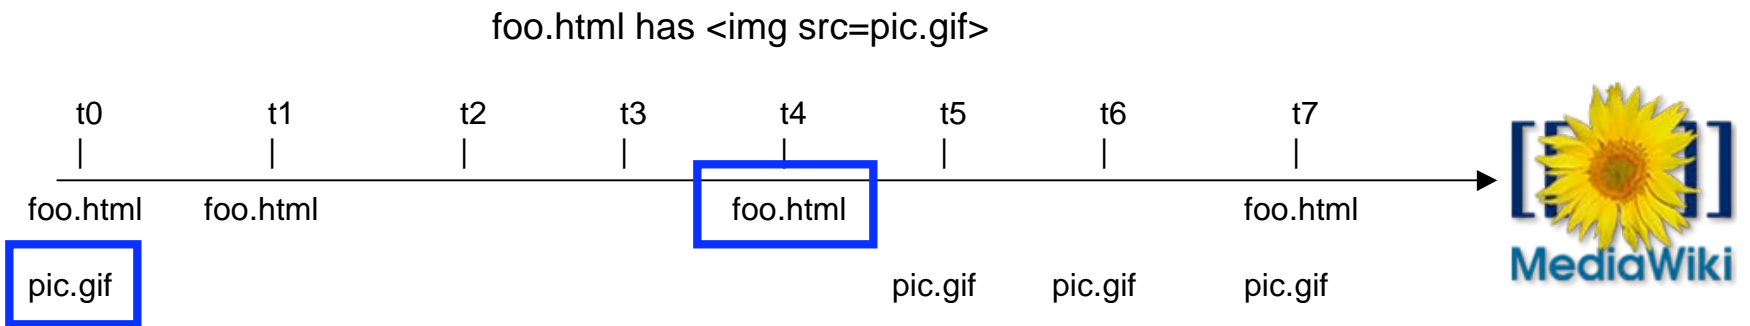 foo.html has <img src=pic.gif>
t0 t1 t2 t3 t4 t5 t6 t7
foo.html foo.html foo.html foo.html
pic.gif pic.gif pic.gif pic.gif
[[ ]]
MediaWiki